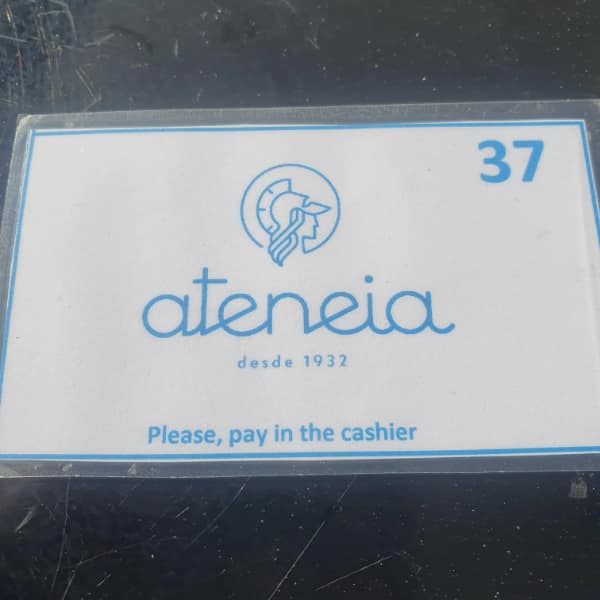 37
ateneia
desde 1932
Please, pay in the cashier